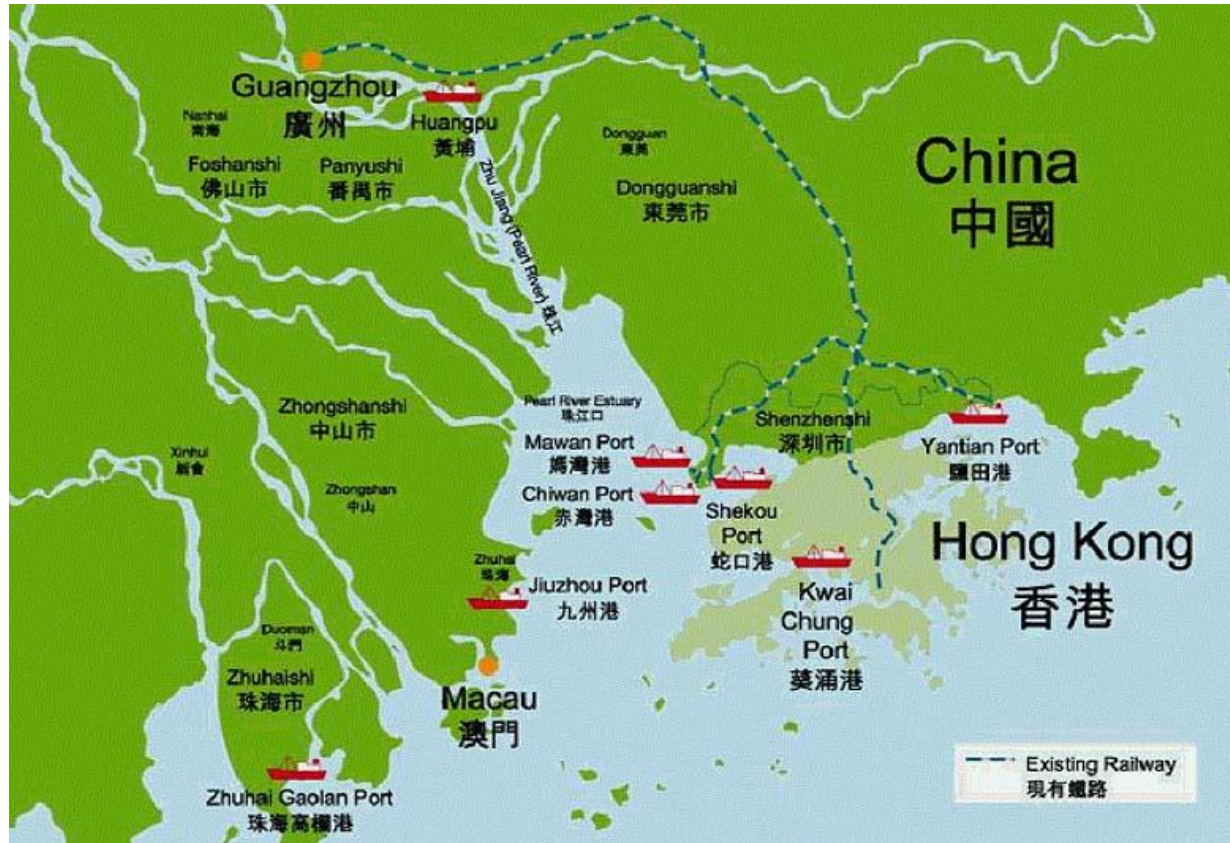 Guangzhou
廣州
Nanhai
南海
Huangpu
黃埔
Foshanshi
佛山市
Panyushi
番禺市
Zhu Jiang (Pearl River) 珠江
Dongguan
東莞
Dongguanshi
東莞市
China
中國
Pearl River Estuary
珠江口
Zhongshanshi
中山市
Xinhui
新會
Zhongshan
中山
Mawan Port
媽灣港
Chiwan Port
赤灣港
Shekou
Port
蛇口港
Shenzhenshi
深圳市
Yantian Port
鹽田港
Hong Kong
香港
Kwai
Chung
Port
葵涌港
Zhuhai
珠海
Jiuzhou Port
九州港
Duoman
斗門
Zhuhaishi
珠海市
Macau
澳門
Zhuhai Gaolan Port
珠海高欄港
Existing Railway
現有鐵路